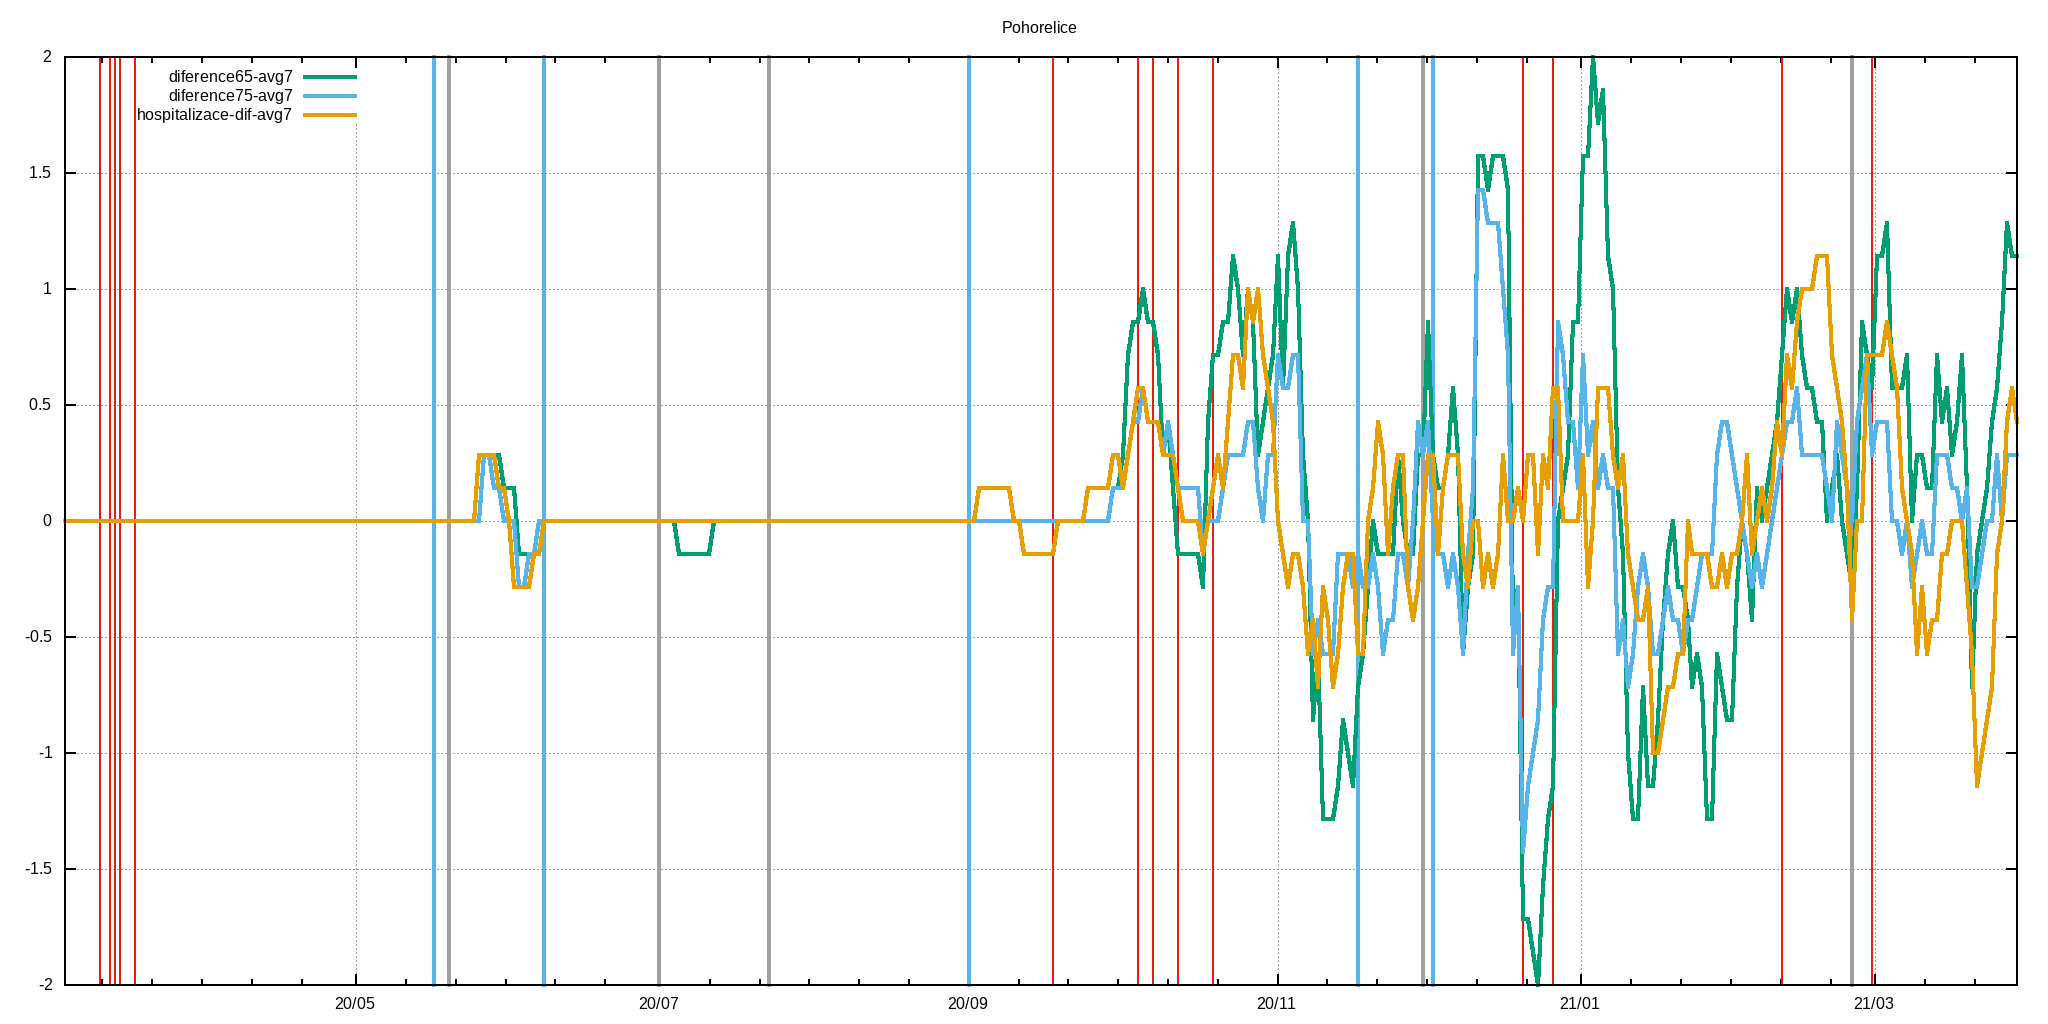 Pohorelice
diference65-avg7
diference75-avg7
hospitalizace-dif-avg7
2
1.5
1
0.5
0
-0.5
-1
-1.5
-2
20/05 20/07 20/09 20/11 21/01 21/03